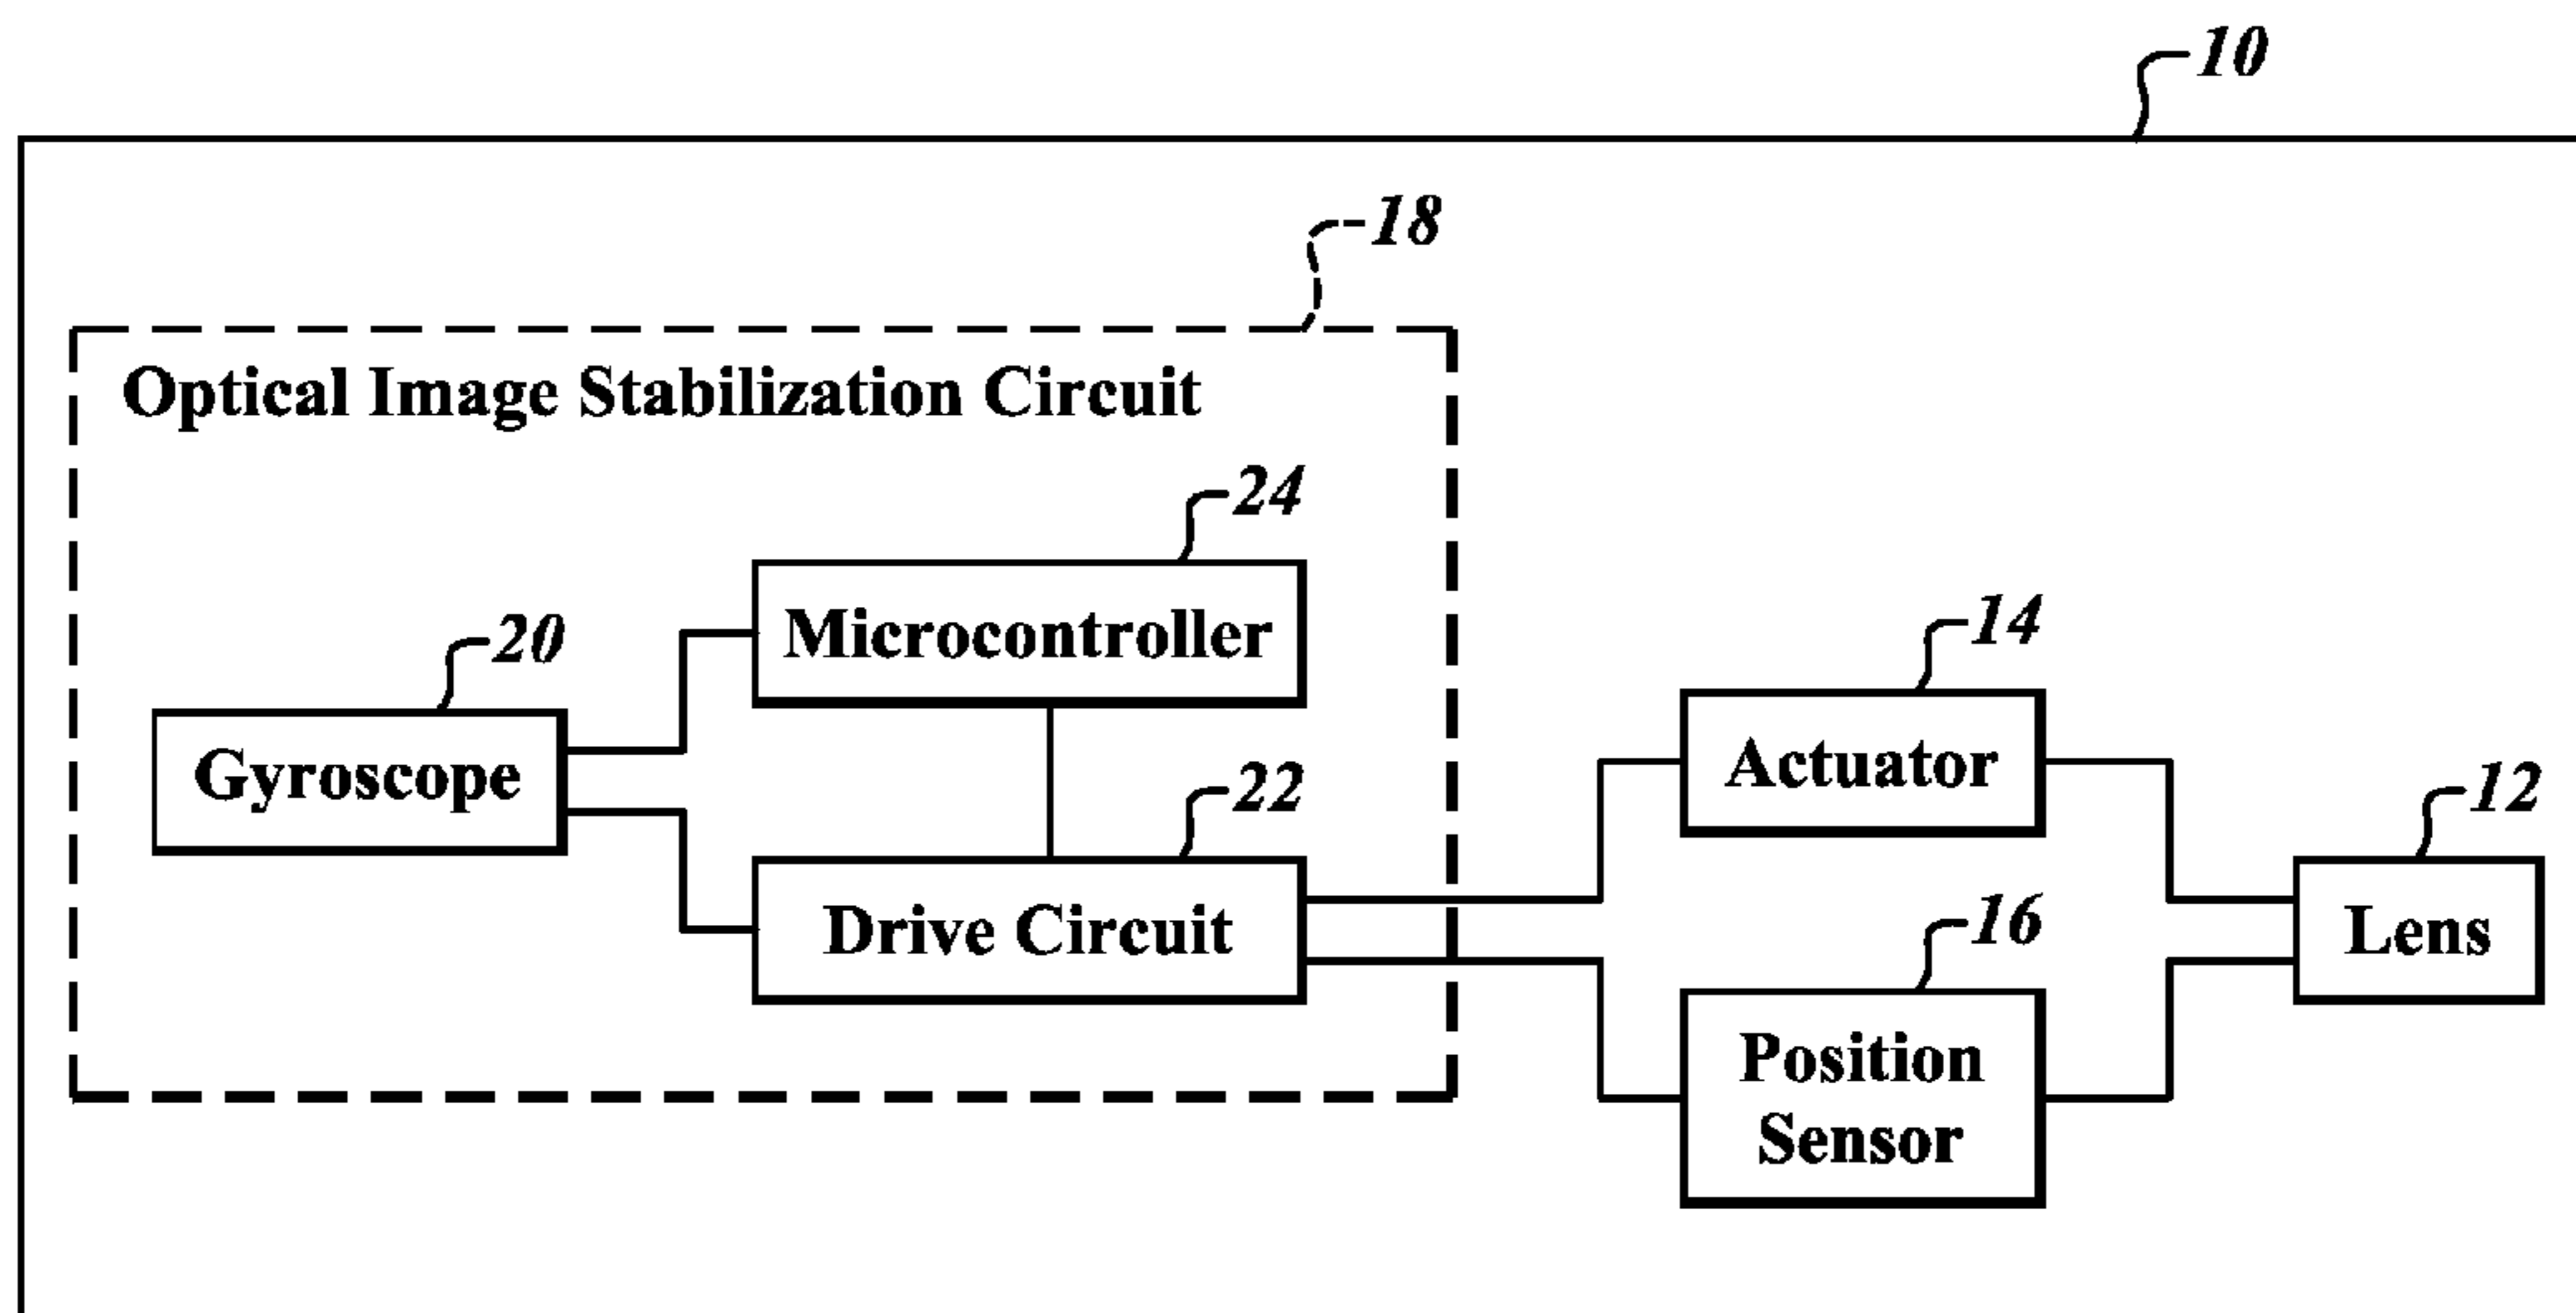 10
18
Optical Image Stabilization Circuit
24
Microcontroller
20
Gyroscope
22
Drive Circuit
14
Actuator
16
Position
Sensor
12
Lens